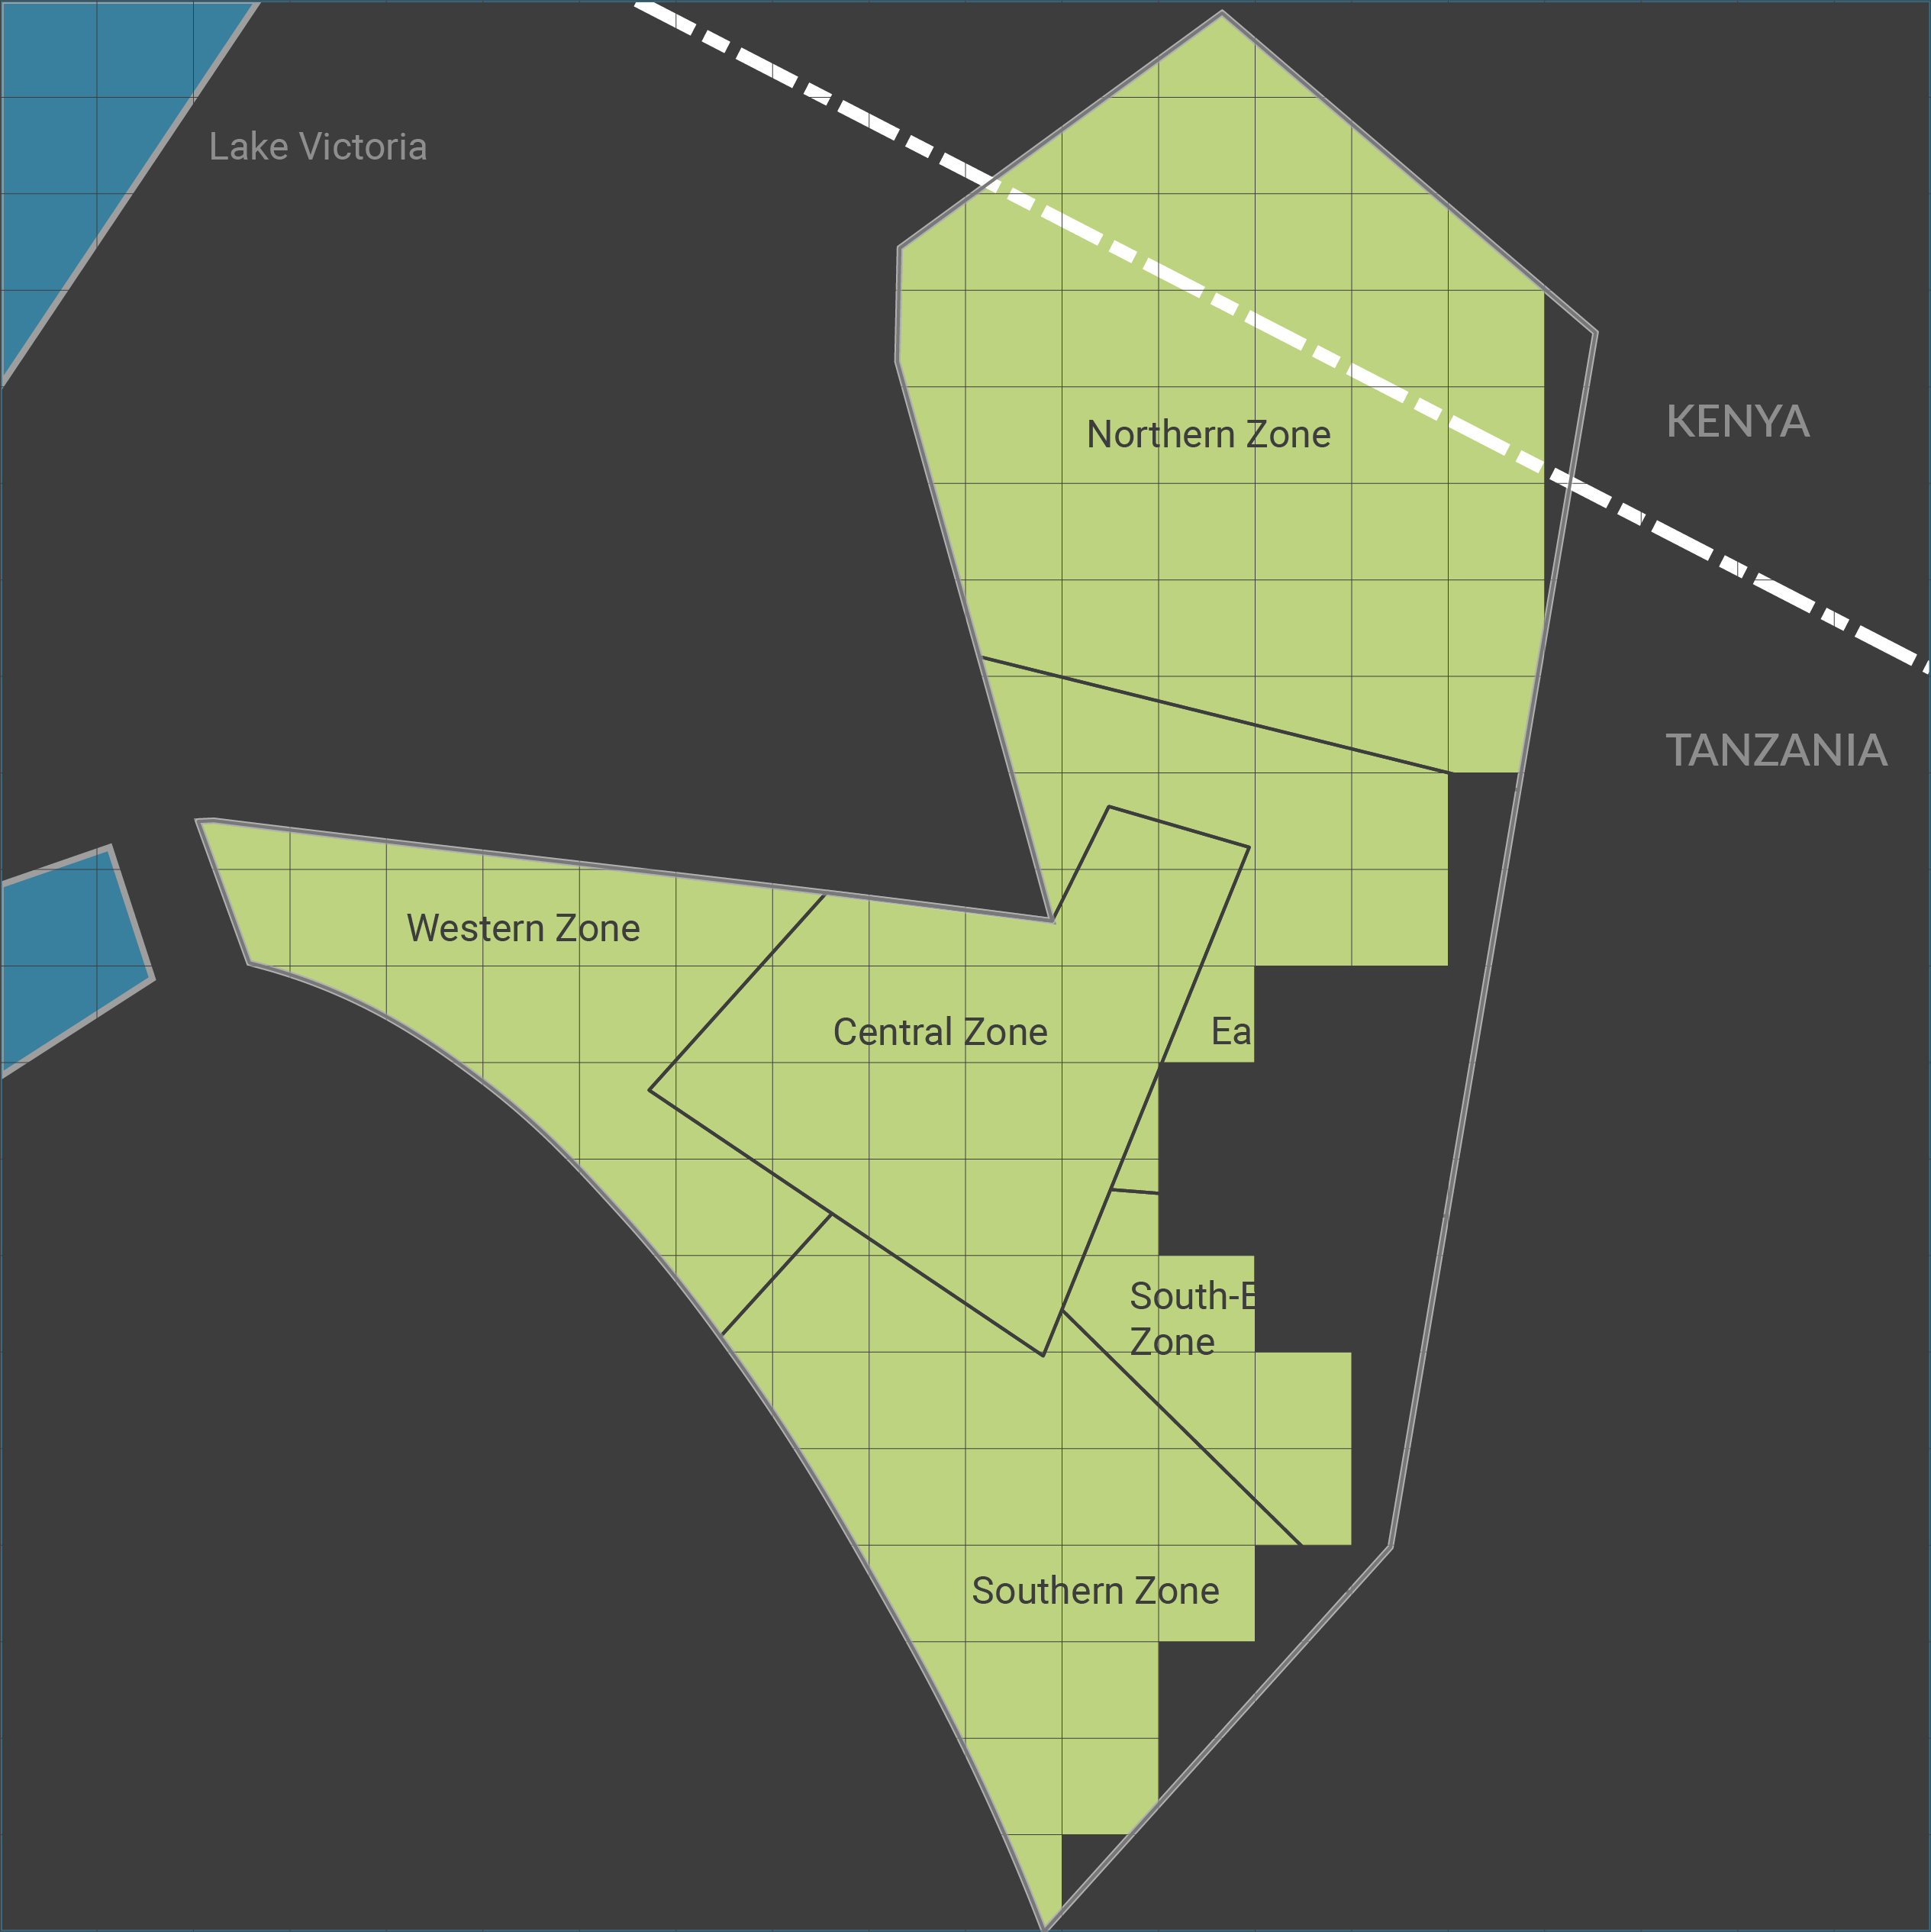 Lake Victoria
KENYA
Northern Zone
TANZANIA
Western Zone
Central Zone
Ea
South-E
Zone
Southern Zone